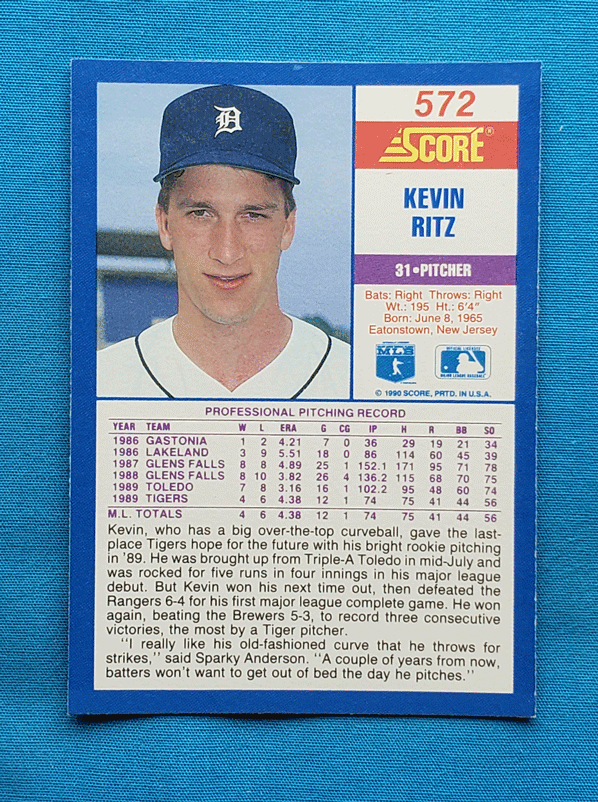 D
572
SCORE®
KEVIN
RITZ
31•PITCHER
Bats: Right Throws: Right
Wt.: 195 Ht.: 6'4"
Born: June 8, 1965
Eatontown, New Jersey
© 1990 SCORE, PRTD. IN U.S.A.
PROFESSIONAL PITCHING RECORD
YEAR TEAM W L ERA G CG IP H R BB SO
1986 GASTONIA 1 2 4.21 7 0 36 29 19 21 34
1986 LAKELAND 3 9 5.51 18 0 86 114 60 45 39
1987 GLENS FALLS 8 8 4.89 25 1 152.1 171 95 71 78
1988 GLENS FALLS 8 10 3.82 26 4 136.2 115 68 70 75
1989 TOLEDO 7 8 3.16 16 1 102.2 95 48 60 74
1989 TIGERS 4 6 4.38 12 1 74 75 41 44 56
M.L. TOTALS 4 6 4.38 12 1 74 75 41 44 56
Kevin, who has a big over-the-top curveball, gave the last-
place Tigers hope for the future with his bright rookie pitching
in '89. He was brought up from Triple-A Toledo in mid-July and
was rocked for five runs in four innings in his major league
debut. But Kevin won his next time out, then defeated the
Rangers 6-4 for his first major league complete game. He won
again, beating the Brewers 5-3, to record three consecutive
victories, the most by a Tiger pitcher.
"I really like his old-fashioned curve that he throws for
strikes," said Sparky Anderson. "A couple of years from now,
batters won't want to get out of bed the day he pitches."